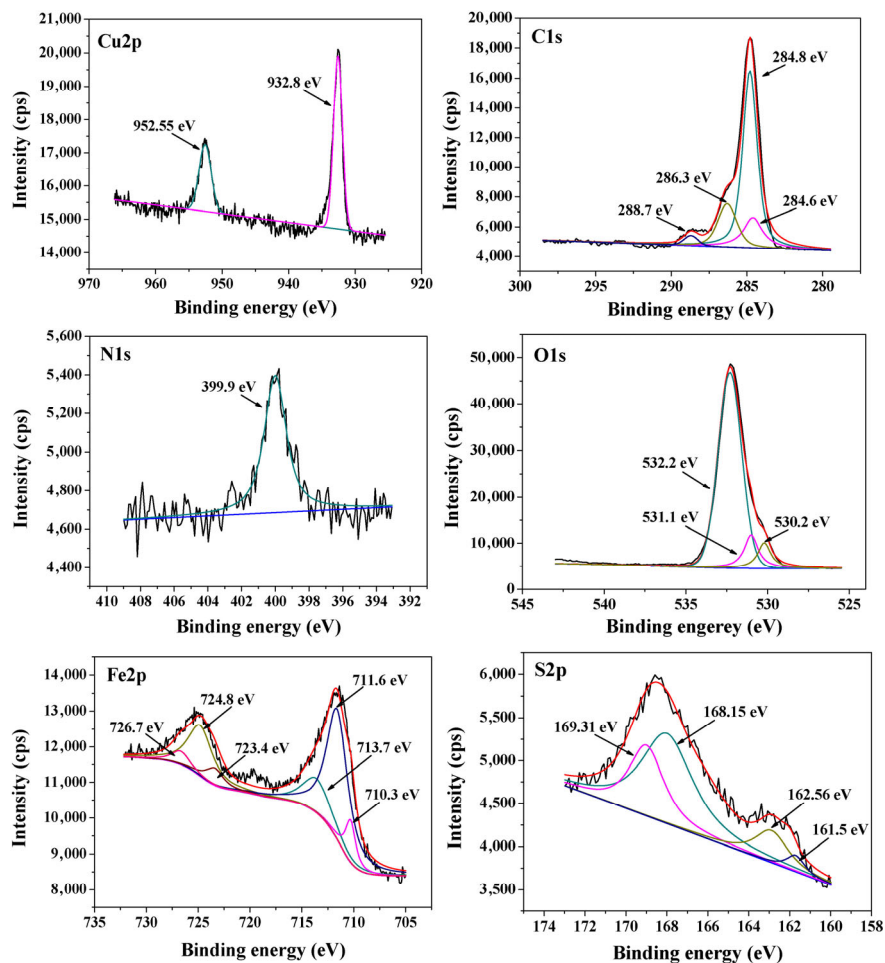 Cu2p
21,000
20,000
19,000
18,000
17,000
16,000
15,000
14,000
Intensity (cps)
952.55 eV
932.8 eV
970 960 950 940 930 920
Binding energy (eV)
C1s
20,000
18,000
16,000
14,000
12,000
10,000
8,000
6,000
4,000
Intensity (cps)
284.8 eV
286.3 eV
288.7 eV
284.6 eV
300 295 290 285 280
Binding energy (eV)
N1s
5,600
5,400
5,200
5,000
4,800
4,600
4,400
Intensity (cps)
399.9 eV
410 408 406 404 402 400 398 396 394 392
Binding energy (eV)
O1s
50,000
40,000
30,000
20,000
10,000
0
Intensity (cps)
532.2 eV
531.1 eV
530.2 eV
545 540 535 530 525
Binding engerey (eV)
Fe2p
14,000
13,000
12,000
11,000
10,000
9,000
8,000
Intensity (cps)
711.6 eV
724.8 eV
726.7 eV
723.4 eV
713.7 eV
710.3 eV
735 730 725 720 715 710 705
Binding energy (eV)
S2p
6,000
5,500
5,000
4,500
4,000
3,500
Intensity (cps)
169.31 eV
168.15 eV
162.56 eV
161.5 eV
174 172 170 168 166 164 162 160 158
Binding energy (eV)